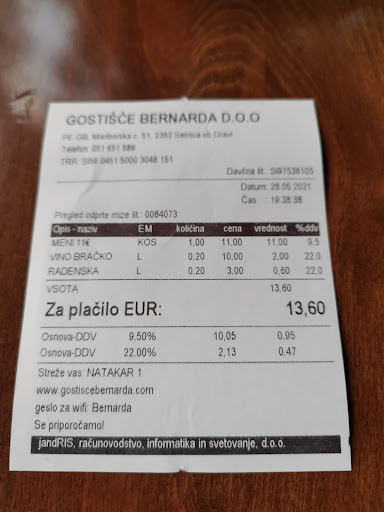 GOSTIŠČE BERNARDA D.O.O
PE GB, Mariborska c. 51, 2352 Selnica ob Dravi
Telefon: 051 651 586
TRR: SI56 0451 5000 3048 151
Davčna št.: SI97536105
Datum: 28.05.2021
Čas : 19:38:38
Pregled odprte mize št.: 0084073
Opis - naziv EM količina cena vrednost %ddv
MENI 11€ KOS 1,00 11,00 11,00 9,5
VINO BRAČKO L 0,20 10,00 2,00 22,0
RADENSKA L 0,20 3,00 0,60 22,0
VSOTA 13,60
Za plačilo EUR: 13,60
Osnova-DDV 9,50% 10,05 0,95
Osnova-DDV 22,00% 2,13 0,47
Streže vas: NATAKAR 1
www.gostiscebernarda.com
geslo za wifi: Bernarda
Se priporočamo!
jandRIS, računovodstvo, informatika in svetovanje, d.o.o.